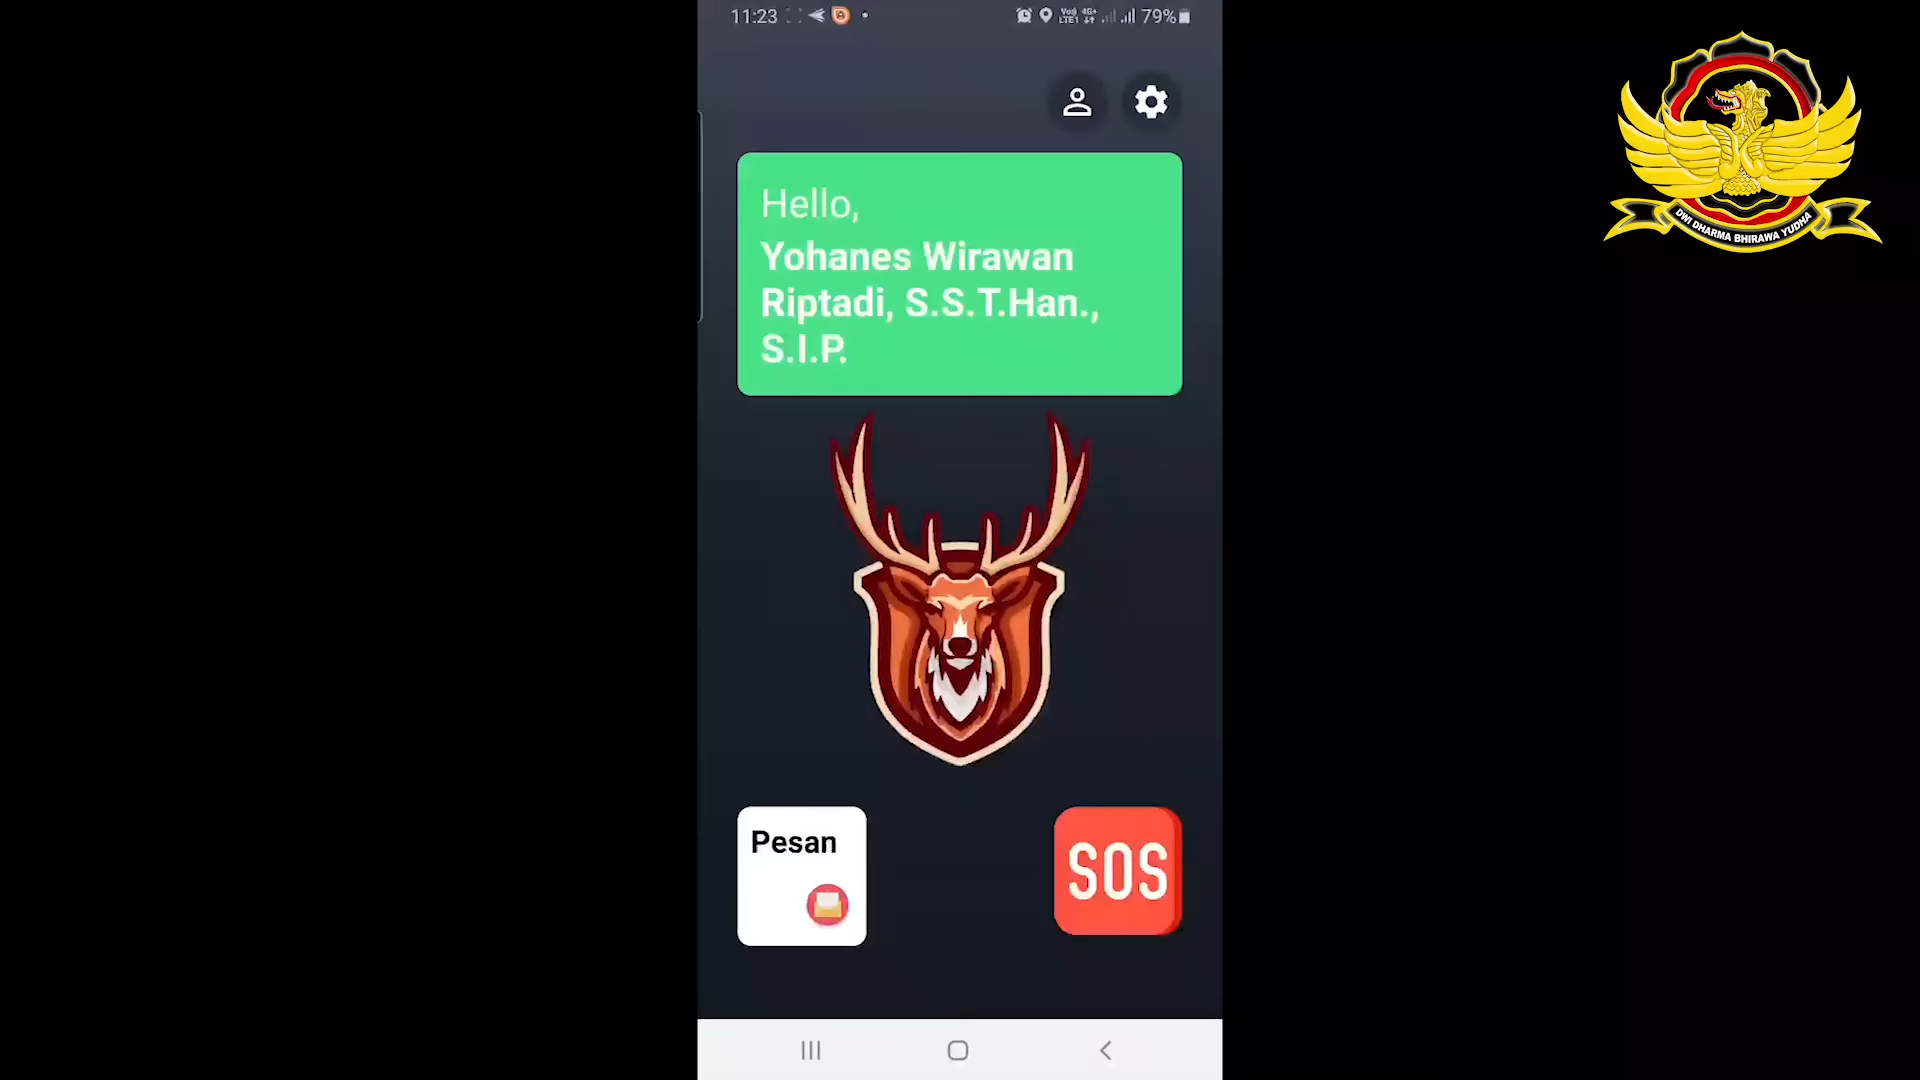 11:23
79%
DWI DHARMA BHIRAWA YUDHA
Hello,
Yohanes Wirawan
Riptadi, S.S.T.Han.,
S.I.P.
Pesan
SOS